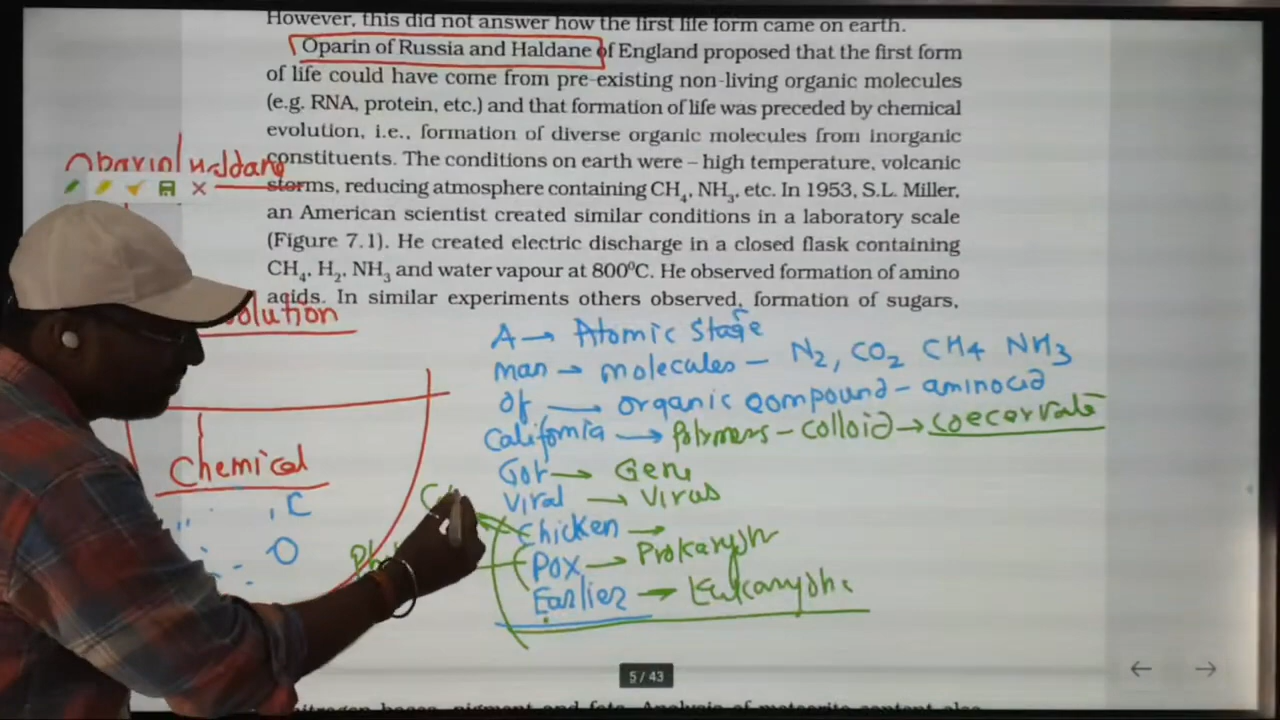 However, this did not answer how the first life form came on earth.
Oparin of Russia and Haldane of England proposed that the first form
of life could have come from pre-existing non-living organic molecules
(e.g. RNA, protein, etc.) and that formation of life was preceded by chemical
evolution, i.e., formation of diverse organic molecules from inorganic
constituents. The conditions on earth were – high temperature, volcanic
storms, reducing atmosphere containing CH₄, NH₃, etc. In 1953, S.L. Miller,
an American scientist created similar conditions in a laboratory scale
(Figure 7.1). He created electric discharge in a closed flask containing
CH₄, H₂, NH₃ and water vapour at 800⁰C. He observed formation of amino
acids. In similar experiments others observed, formation of sugars,
A → Atomic Stage
man → molecules – N₂, CO₂ CH4 NH₃
of → organic compound – aminocid
California → Polymers – colloid → coecervate
Got → Gene
Viral → Virus
Chicken →
Pox → Prokaryoh
Earlier → Eukaryohc
Chemical
C
O
5 / 43